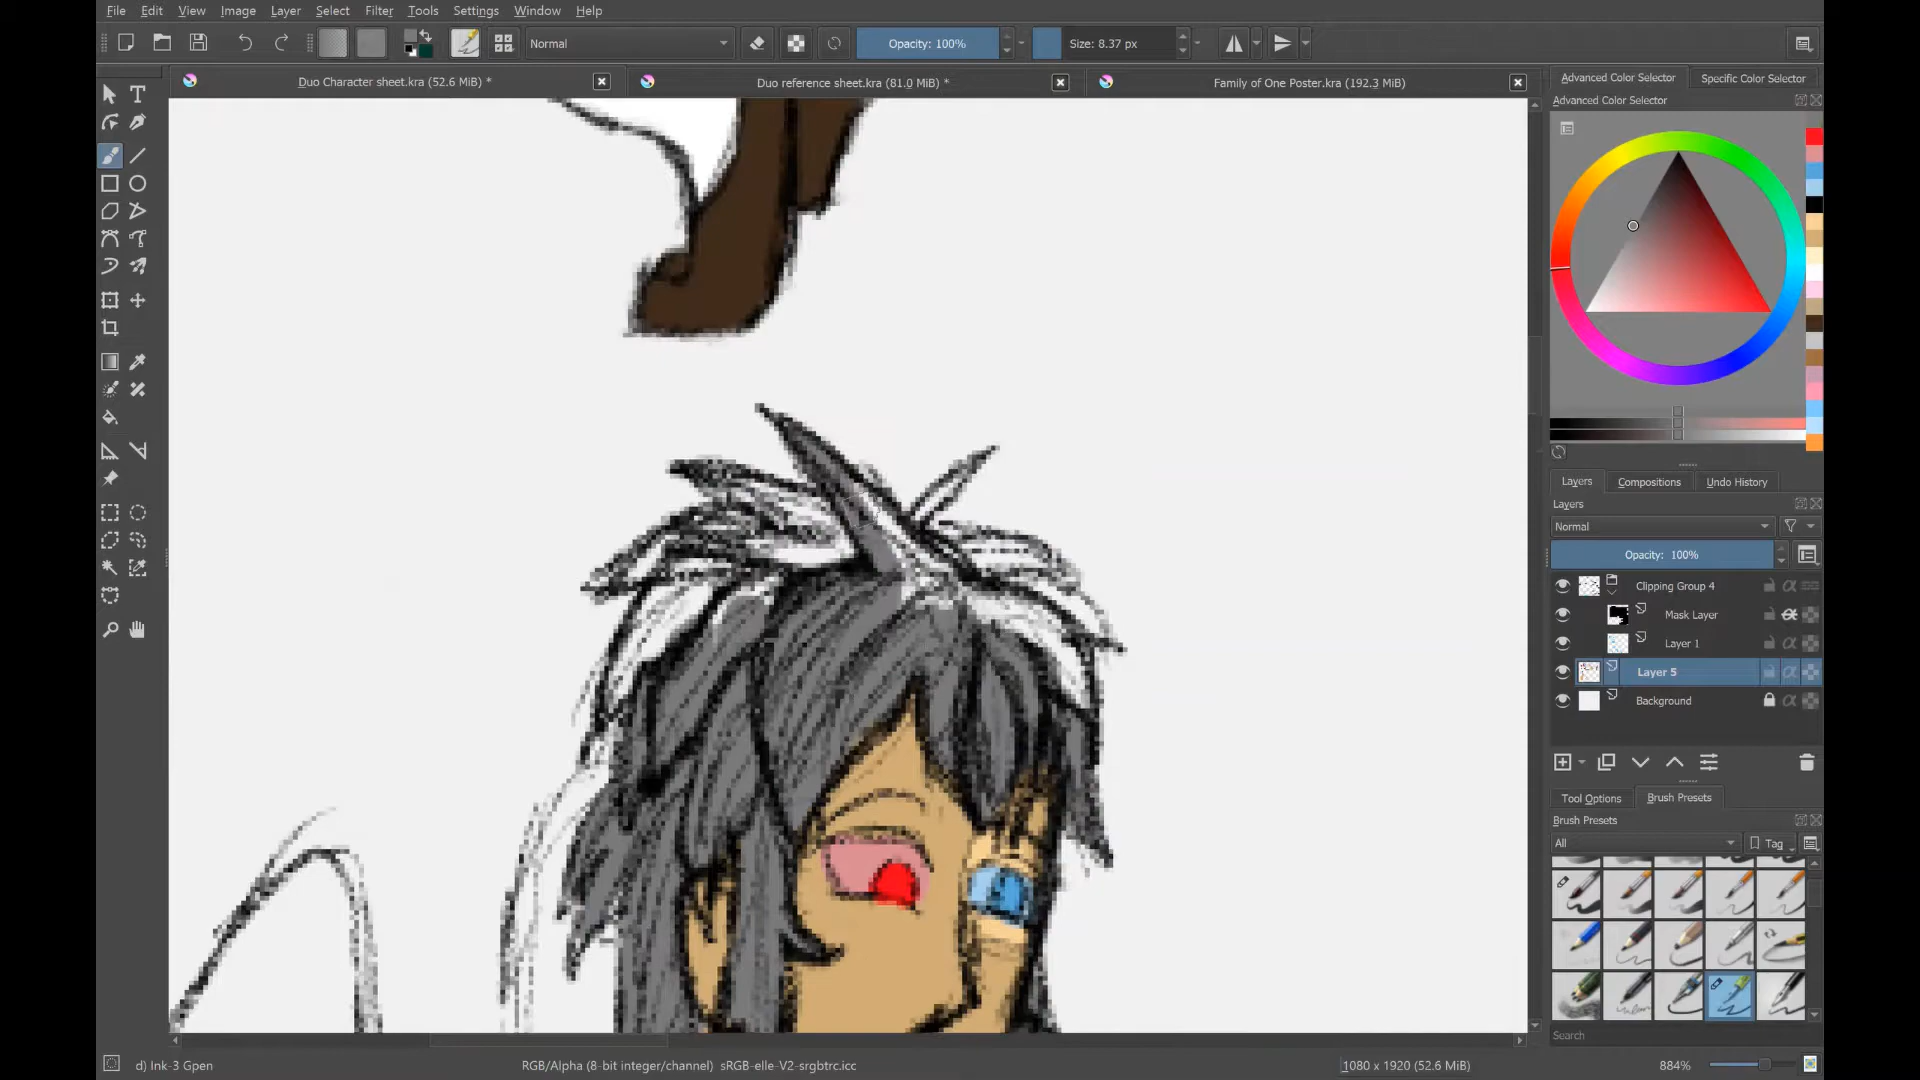 File Edit View Image Layer Select Filter Tools Settings Window Help
Normal Opacity: 100% Size: 8.37 px
Duo Character sheet.kra (52.6 MiB) * Duo reference sheet.kra (81.0 MiB) * Family of One Poster.kra (192.3 MiB)
Advanced Color Selector Specific Color Selector
Advanced Color Selector
Layers Compositions Undo History
Layers
Normal
Opacity: 100%
Clipping Group 4
Mask Layer
Layer 1
Layer 5
Background
Tool Options Brush Presets
Brush Presets
All Tag
Search
d) Ink-3 Gpen RGB/Alpha (8-bit integer/channel) sRGB-elle-V2-srgbtrc.icc 1080 x 1920 (52.6 MiB) 884%